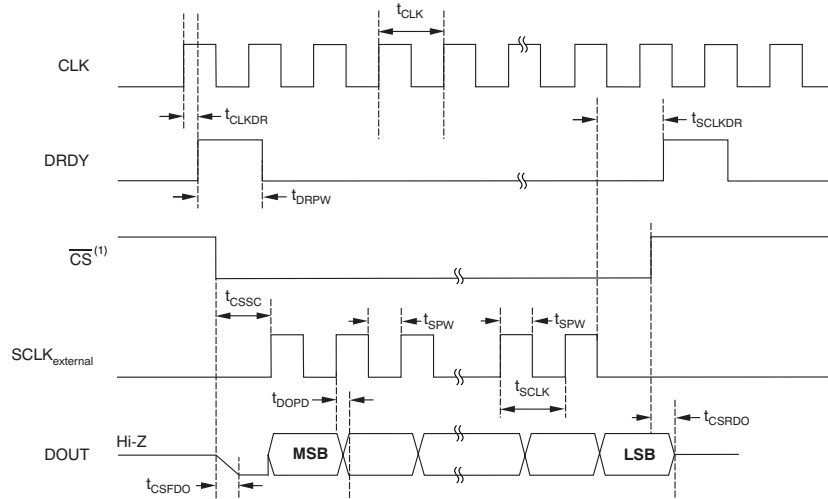 t_CLK
CLK
t_CLKDR
t_SCLKDR
DRDY
t_DRPW
CS (1)
t_CSSC
t_SPW
t_SPW
SCLK_external
t_SCLK
t_DOPD
t_CSRDO
Hi-Z
DOUT
MSB
LSB
t_CSFDO